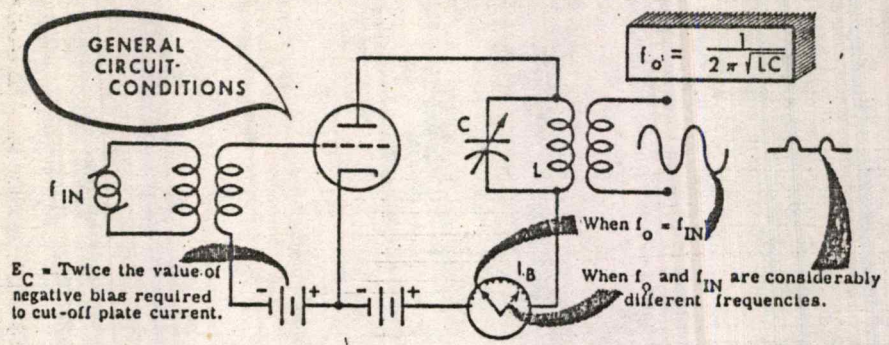 GENERAL
CIRCUIT-
CONDITIONS
f o = 1 / 2 π √LC
C
L
f IN
When f o = f IN
E C = Twice the value of
negative bias required
to cut-off plate current.
- + - +
I B
When f o and f IN are considerably
different frequencies.